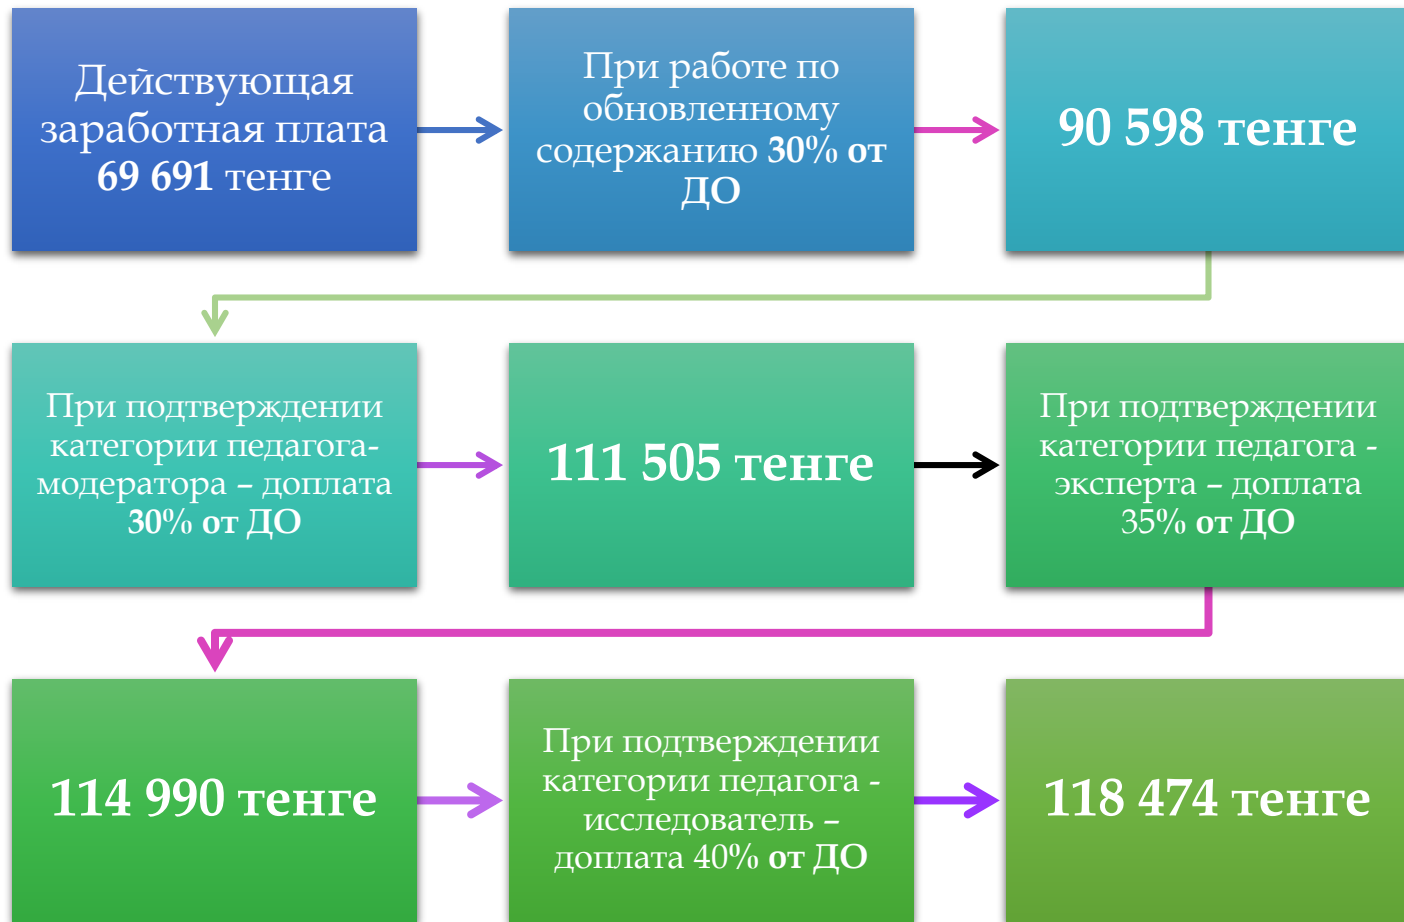 Действующая
заработная плата
69 691 тенге
При работе по
обновленному
содержанию 30% от
ДО
90 598 тенге
При подтверждении
категории педагога-
модератора – доплата
30% от ДО
111 505 тенге
При подтверждении
категории педагога -
эксперта – доплата
35% от ДО
114 990 тенге
При подтверждении
категории педагога -
исследователь –
доплата 40% от ДО
118 474 тенге